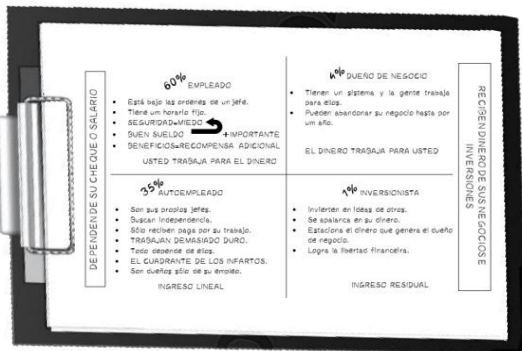 DEPENDEN DE SU CHEQUE O SALARIO
60% EMPLEADO
Está bajo las ordenes de un jefe.
Tiene um horario fijo.
SEGURIDAD=MIEDO
BUEN SUELDO +IMPORTANTE
BENEFICIOS=RECOMPENSA ADICIONAL
USTED TRABAJA PARA EL DINERO
4% DUEÑO DE NEGOCIO
Tienen un sistema y la gente trabaja
para ellos.
Pueden abandonar su negocio hasta por
um año.
EL DINERO TRABAJA PARA USTED
35% AUTOEMPLEADO
Son sus propios jefes.
Buscan independencia.
Sólo reciben paga por su trabajo.
TRABAJAN DEMASIADO DURO.
Todo depende de ellos.
EL CUADRANTE DE LOS INFARTOS.
Son dueños sólo de su empleo.
INGRESO LINEAL
1% INVERSIONISTA
Invierten en ideas de otros.
Se apalanca en su dinero.
Estaciona el dinero que genera el dueño
de negocio.
Logra la libertad financeira.
INGRESO RESIDUAL
RECIBEN DINERO DE SUS NEGOCIOS E
INVERSIONES